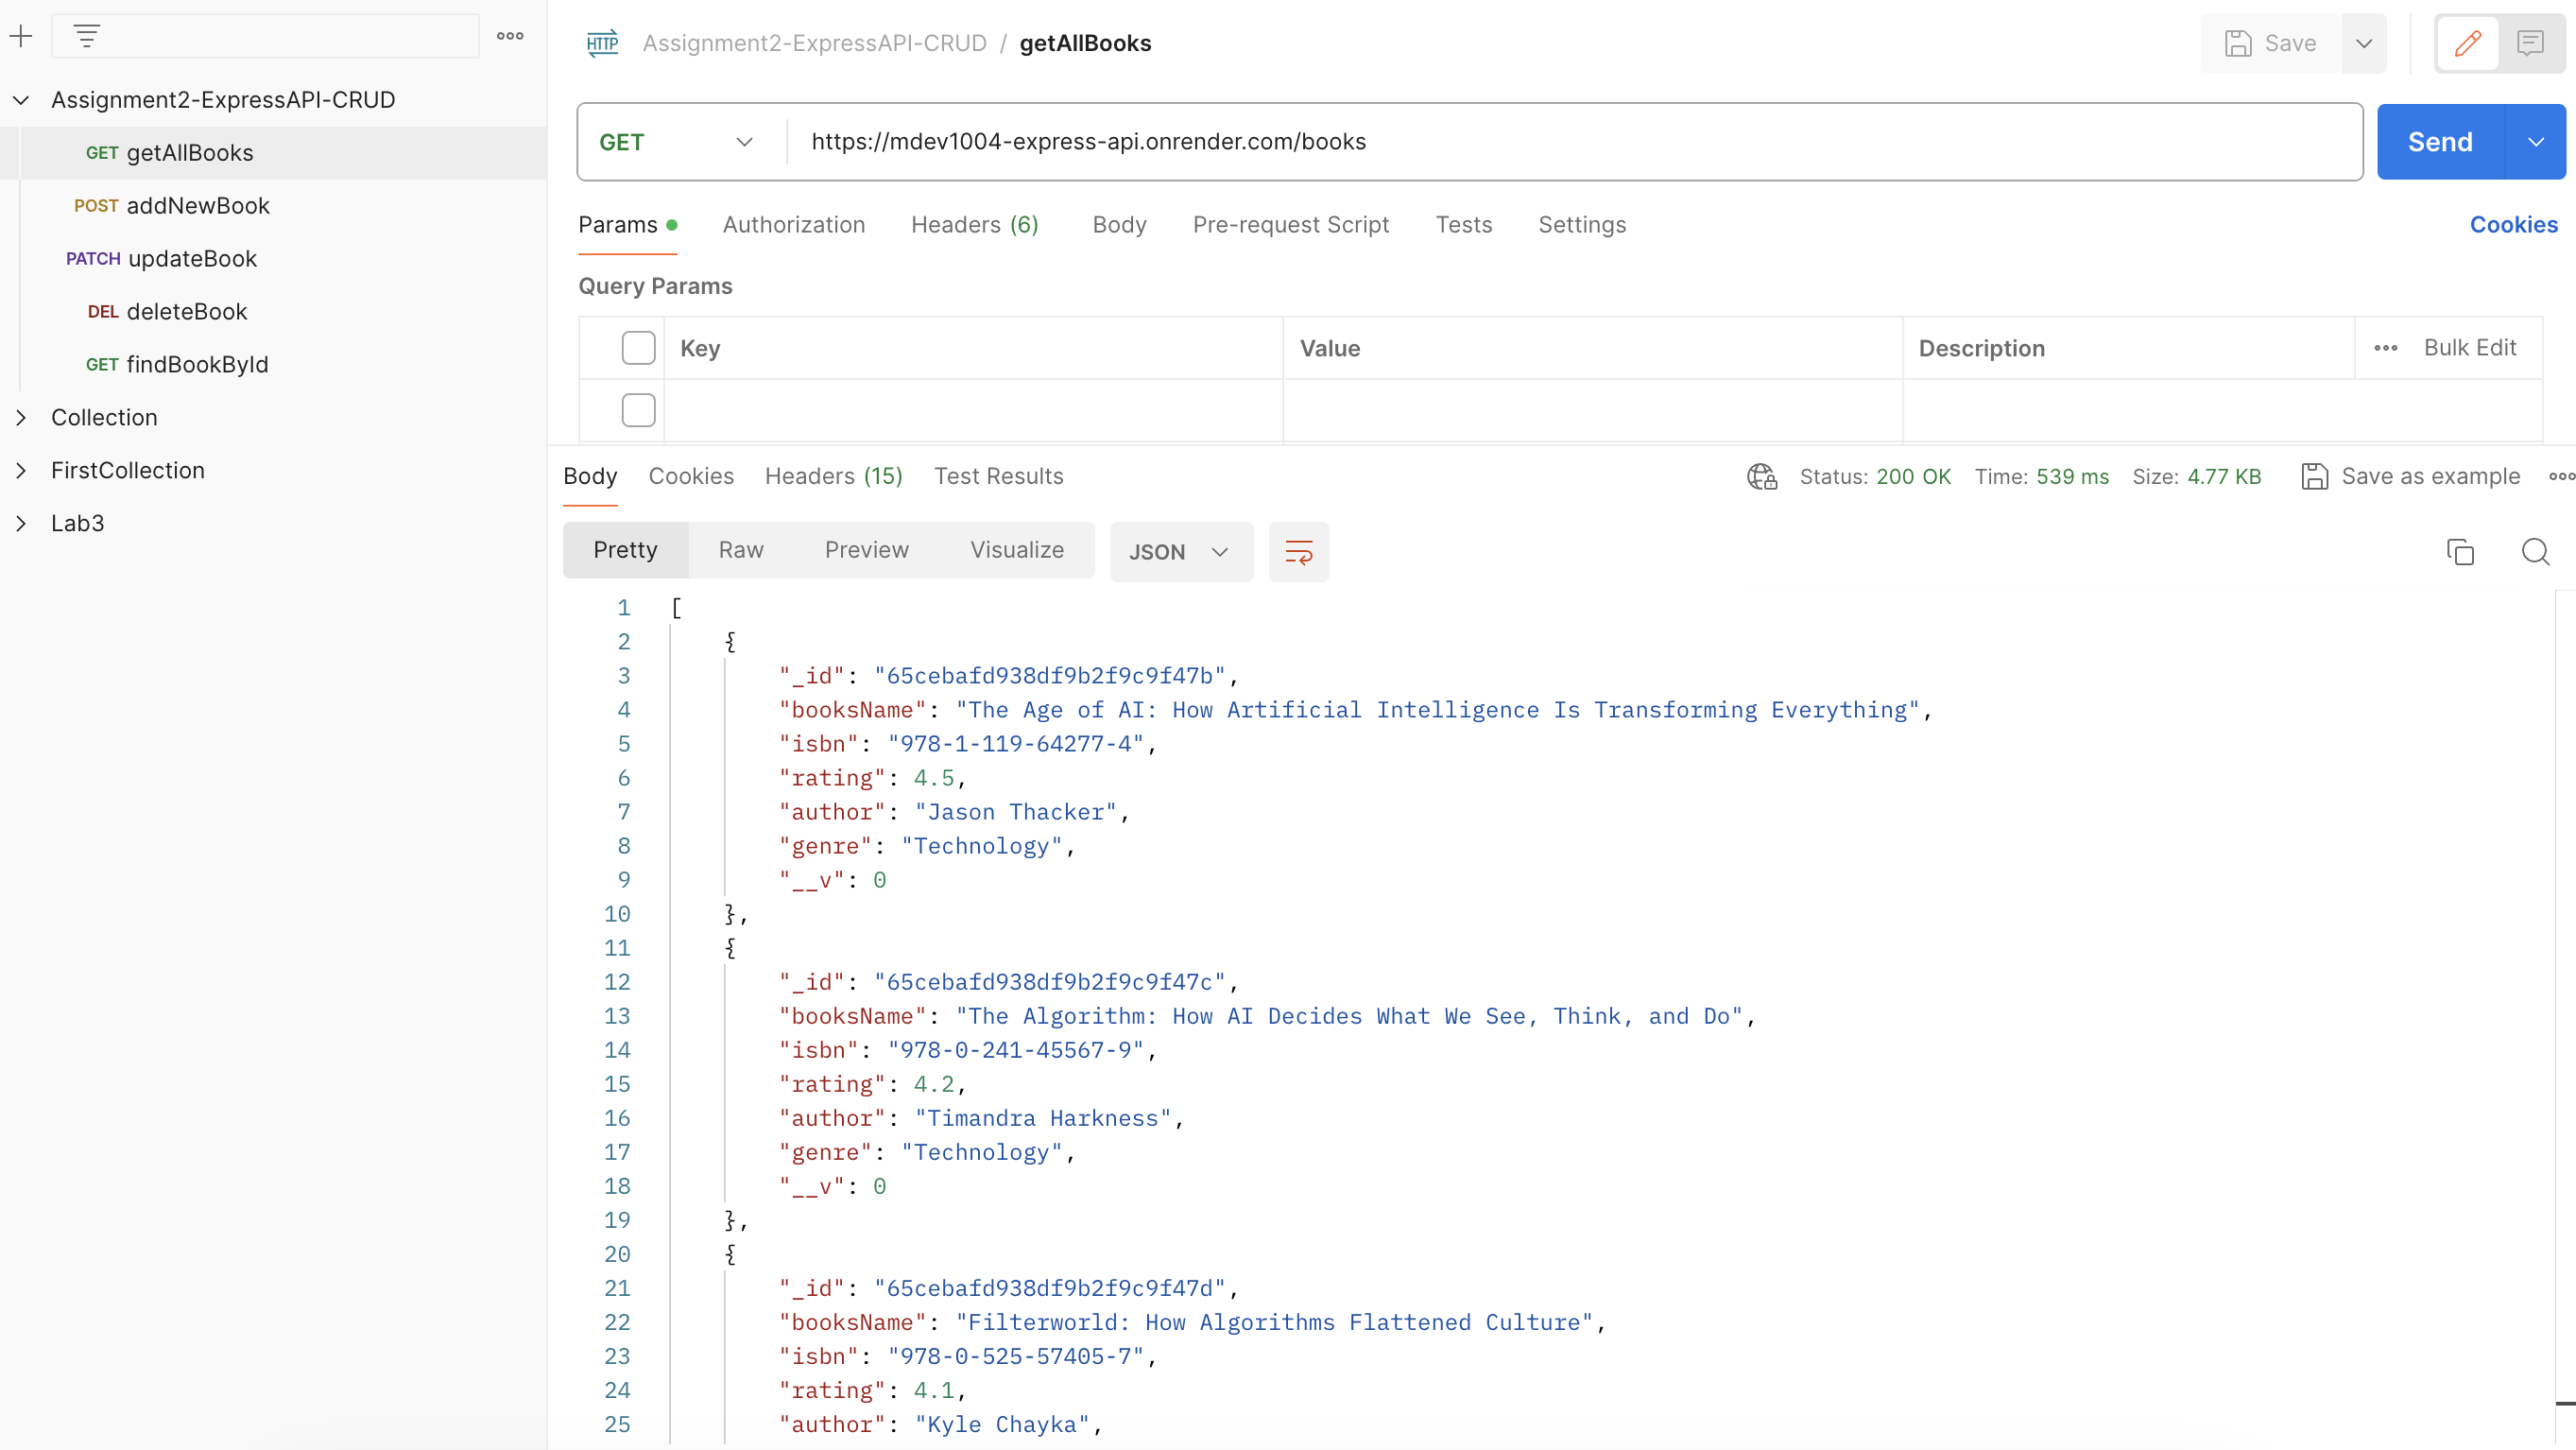 Assignment2-ExpressAPI-CRUD
GET getAllBooks
POST addNewBook
PATCH updateBook
DEL deleteBook
GET findBookById
Collection
FirstCollection
Lab3
HTTP Assignment2-ExpressAPI-CRUD / getAllBooks
Save
GET https://mdev1004-express-api.onrender.com/books
Send
Params Authorization Headers (6) Body Pre-request Script Tests Settings Cookies
Query Params
Key Value Description Bulk Edit
Body Cookies Headers (15) Test Results Status: 200 OK Time: 539 ms Size: 4.77 KB Save as example
Pretty Raw Preview Visualize JSON
1 [
2 {
3 "_id": "65cebafd938df9b2f9c9f47b",
4 "booksName": "The Age of AI: How Artificial Intelligence Is Transforming Everything",
5 "isbn": "978-1-119-64277-4",
6 "rating": 4.5,
7 "author": "Jason Thacker",
8 "genre": "Technology",
9 "__v": 0
10 },
11 {
12 "_id": "65cebafd938df9b2f9c9f47c",
13 "booksName": "The Algorithm: How AI Decides What We See, Think, and Do",
14 "isbn": "978-0-241-45567-9",
15 "rating": 4.2,
16 "author": "Timandra Harkness",
17 "genre": "Technology",
18 "__v": 0
19 },
20 {
21 "_id": "65cebafd938df9b2f9c9f47d",
22 "booksName": "Filterworld: How Algorithms Flattened Culture",
23 "isbn": "978-0-525-57405-7",
24 "rating": 4.1,
25 "author": "Kyle Chayka",